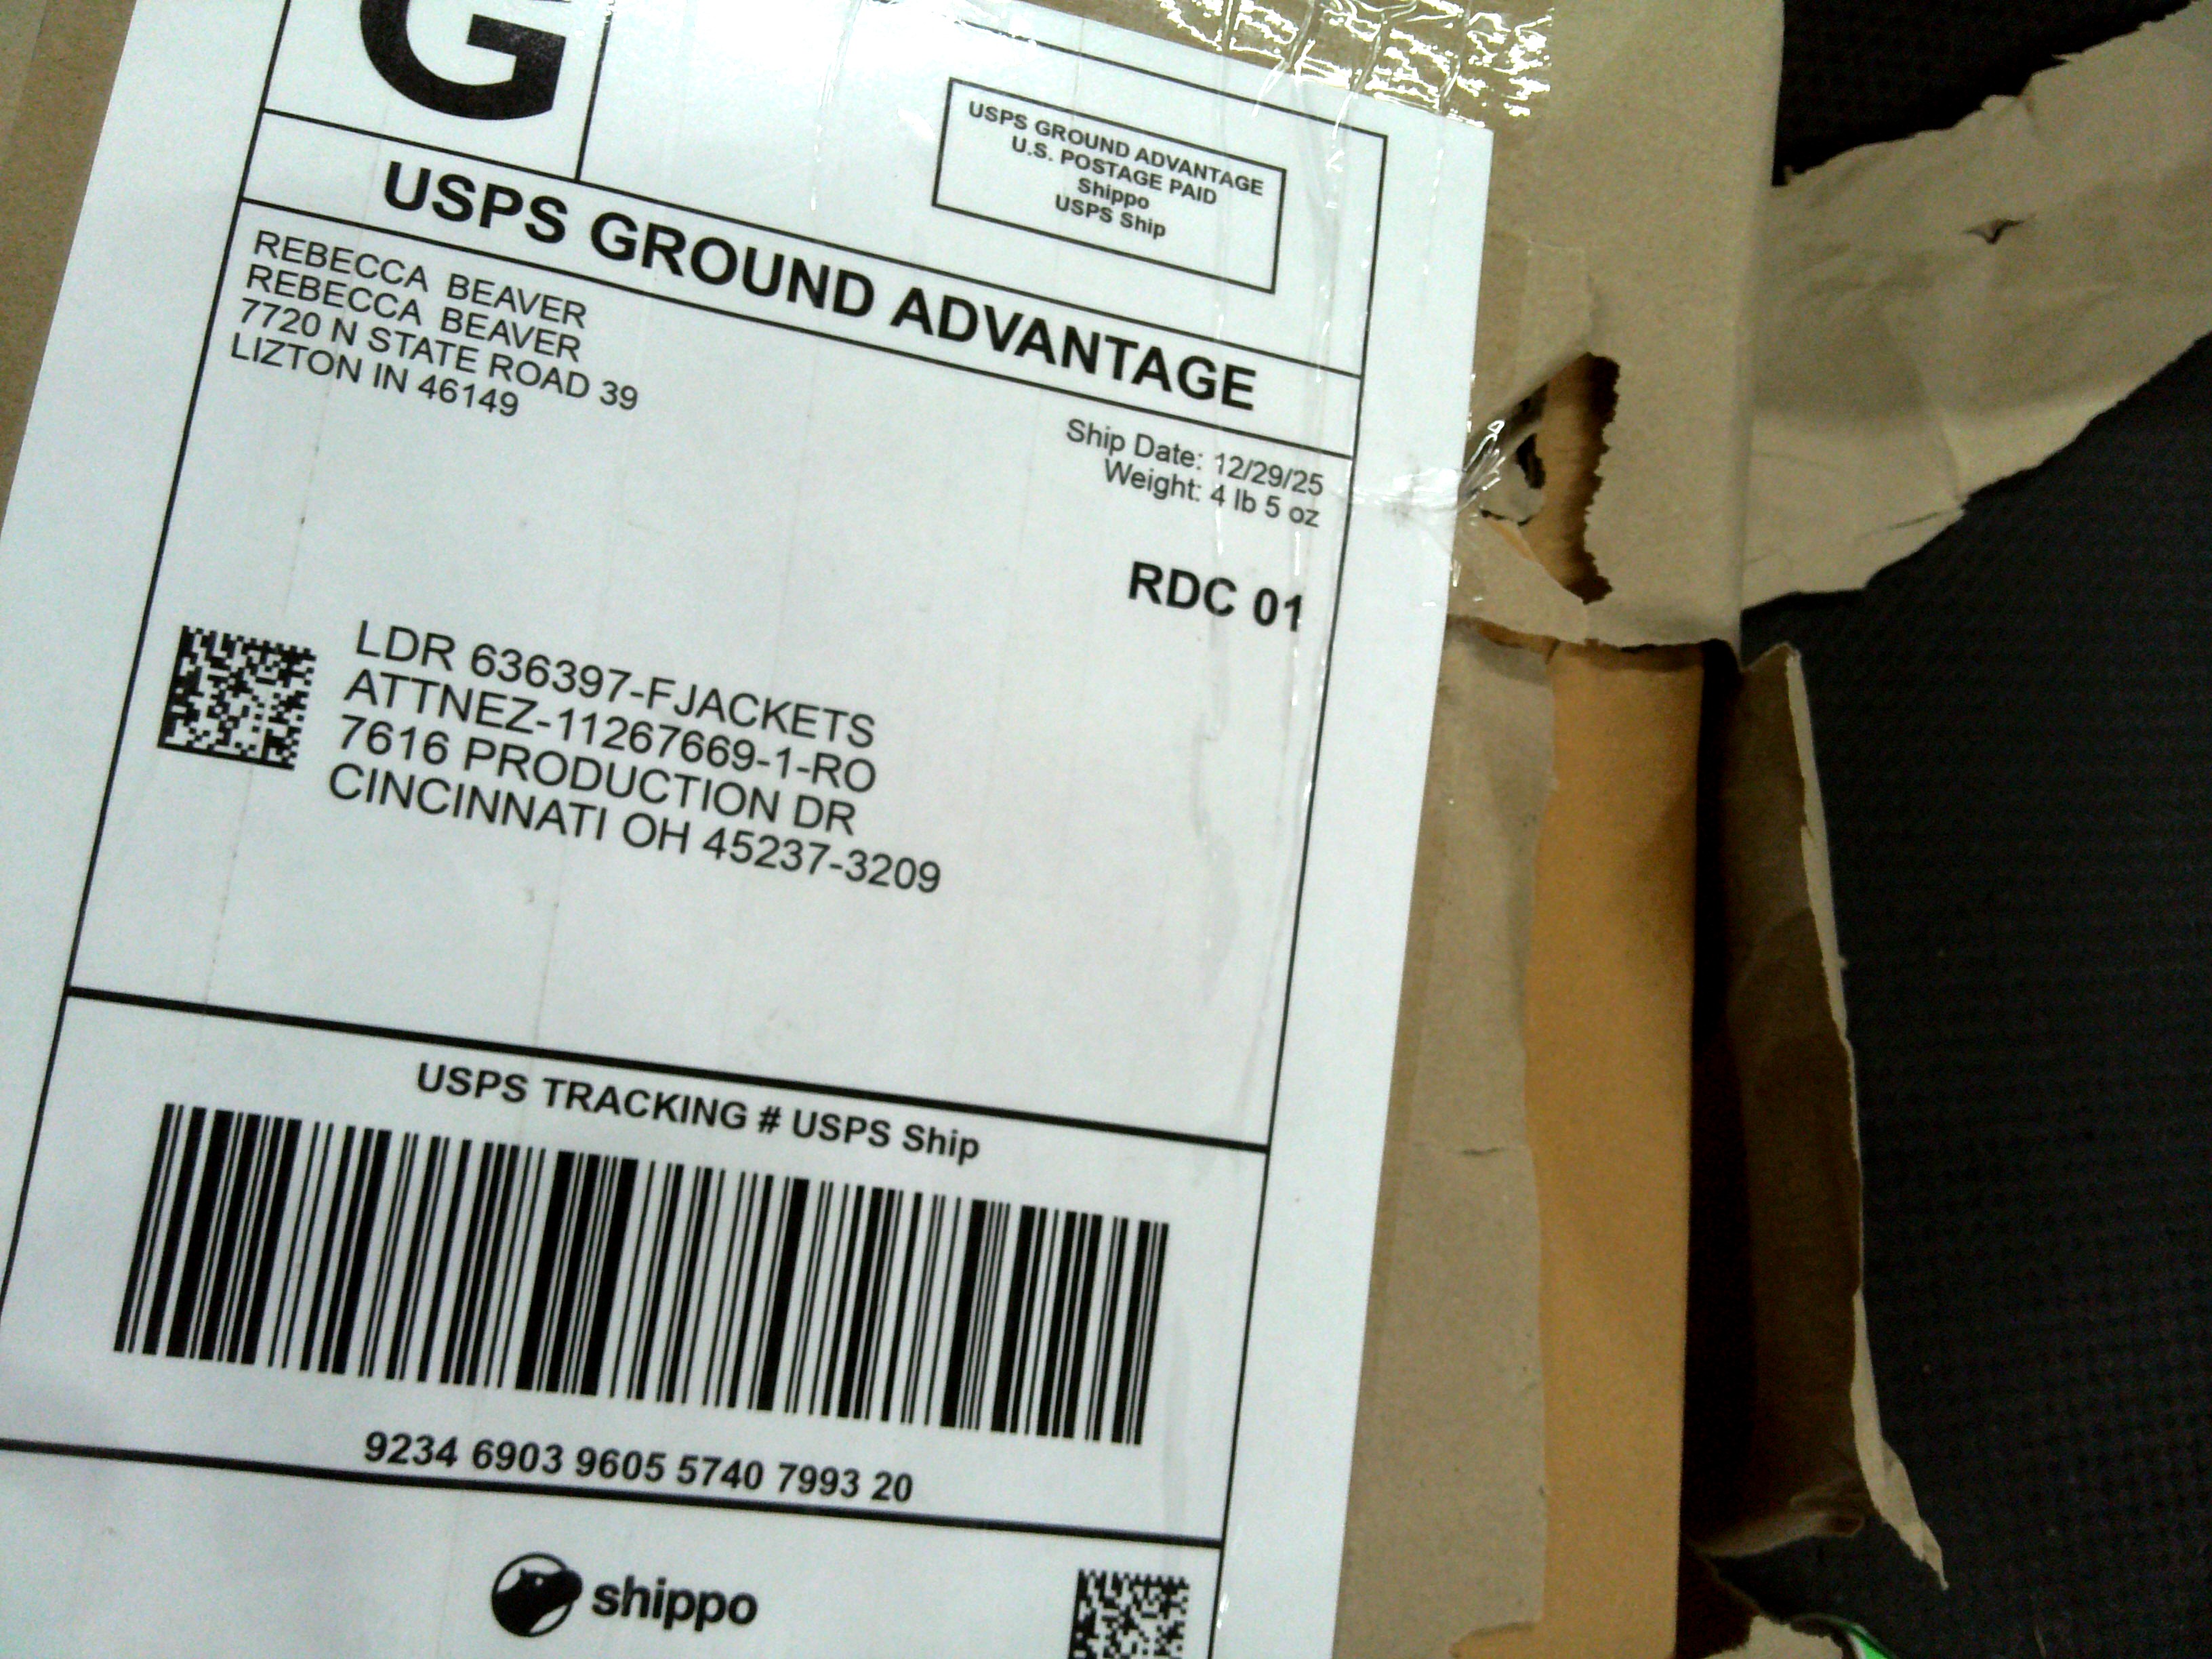 G
USPS GROUND ADVANTAGE
U.S. POSTAGE PAID
Shippo
USPS Ship
USPS GROUND ADVANTAGE
REBECCA BEAVER
REBECCA BEAVER
7720 N STATE ROAD 39
LIZTON IN 46149
Ship Date: 12/29/25
Weight: 4 lb 5 oz
RDC 01
LDR 636397-FJACKETS
ATTNEZ-11267669-1-RO
7616 PRODUCTION DR
CINCINNATI OH 45237-3209
USPS TRACKING # USPS Ship
9234 6903 9605 5740 7993 20
shippo